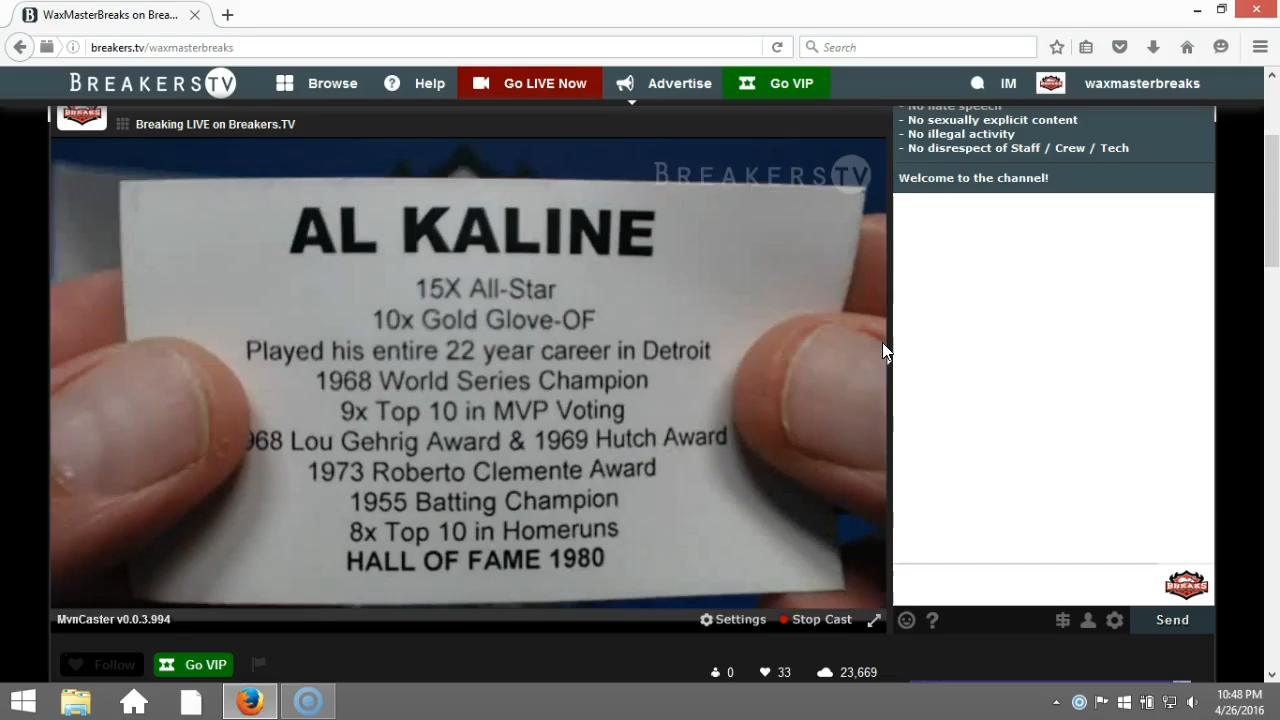 WaxMasterBreaks on Brea...
breakers.tv/waxmasterbreaks
Search
BREAKERSTV
Browse
Help
Go LIVE Now
Advertise
Go VIP
IM
waxmasterbreaks
Breaking LIVE on Breakers.TV
- No hate speech
- No sexually explicit content
- No illegal activity
- No disrespect of Staff / Crew / Tech
Welcome to the channel!
BREAKERSTV
AL KALINE
15X All-Star
10x Gold Glove-OF
Played his entire 22 year career in Detroit
1968 World Series Champion
9x Top 10 in MVP Voting
968 Lou Gehrig Award & 1969 Hutch Award
1973 Roberto Clemente Award
1955 Batting Champion
8x Top 10 in Homeruns
HALL OF FAME 1980
MvnCaster v0.0.3.994
Settings
Stop Cast
Send
Follow
Go VIP
0
33
23,669
10:48 PM
4/26/2016